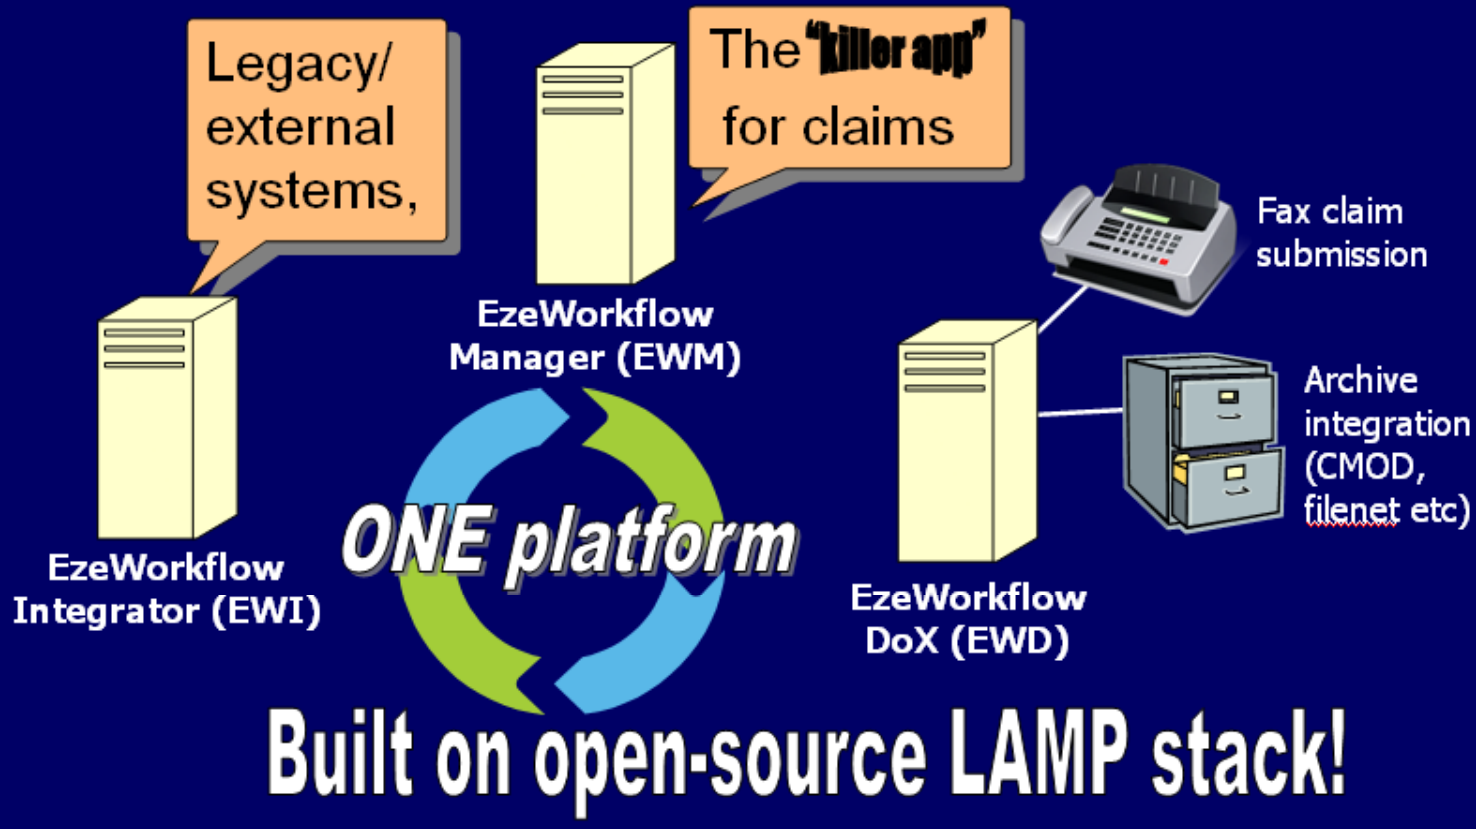 Legacy/
external
systems,
The "killer app"
for claims
EzeWorkflow
Manager (EWM)
Fax claim
submission
Archive
integration
(CMOD,
filenet etc)
EzeWorkflow
Integrator (EWI)
ONE platform
EzeWorkflow
DoX (EWD)
Built on open-source LAMP stack!